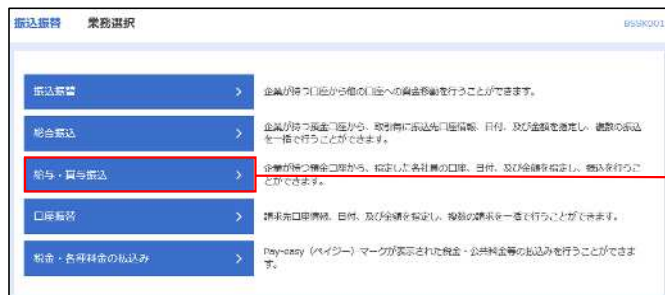 振込振替 業務選択 BSSK001
振込振替
企業が持つ口座から他の口座への資金移動を行うことができます。
総合振込
企業が持つ預金口座から、取引毎に振込先口座情報、日付、及び金額を指定し、複数の振込
を一括で行うことができます。
給与・賞与振込
企業が持つ預金口座から、指定した各社員の口座、日付、及び金額を指定し、振込を行うこ
とができます。
口座振替
請求先口座情報、日付、及び金額を指定し、複数の請求を一括で行うことができます。
税金・各種料金の払込み
Pay-easy（ペイジー）マークが表示された税金・公共料金等の払込みを行うことができま
す。